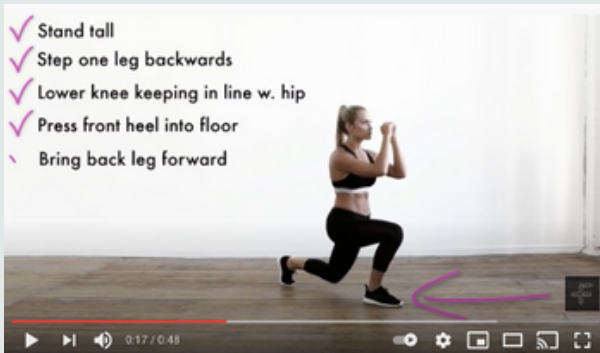 Stand tall
Step one leg backwards
Lower knee keeping in line w. hip
Press front heel into floor
Bring back leg forward
0:17 / 0:48